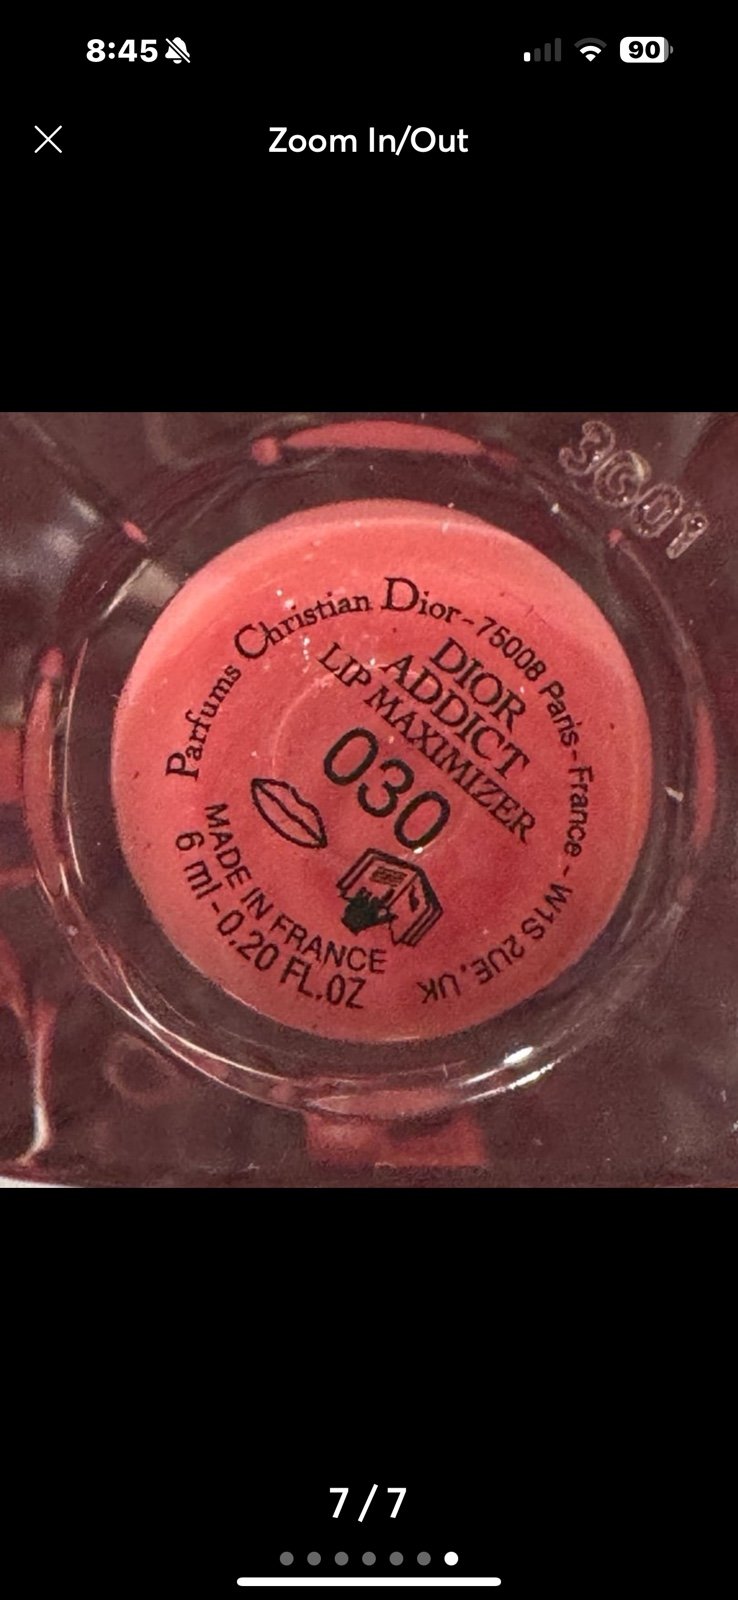 8:45
90
Zoom In/Out
3G01
Parfums Christian Dior - 75008 Paris - France - W1S 2UE, UK
DIOR
ADDICT
LIP MAXIMIZER
030
MADE IN FRANCE
6 ml - 0.20 FL.OZ
7 / 7